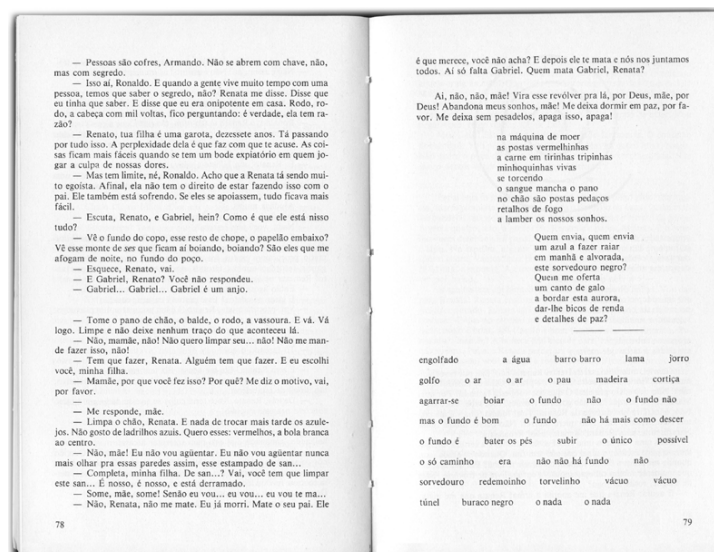 — Pessoas são cofres, Armando. Não se abrem com chave, não,
mas com segredo.
— Isso aí, Ronaldo. E quando a gente vive muito tempo com uma
pessoa, temos que saber o segredo, não? Renata me disse. Disse que
eu tinha que saber. E disse que eu era onipotente em casa. Rodo, ro-
do, a cabeça com mil voltas, fico perguntando: é verdade, ela tem ra-
zão?
— Renato, tua filha é uma garota, dezessete anos. Tá passando
por tudo isso. A perplexidade dela é que faz com que te acuse. As coi-
sas ficam mais fáceis quando se tem um bode expiatório em quem jo-
gar a culpa de nossas dores.
— Mas tem limite, né, Ronaldo. Acho que a Renata tá sendo mui-
to egoísta. Afinal, ela não tem o direito de estar fazendo isso com o
pai. Ele também está sofrendo. Se eles se apoiassem, tudo ficava mais
fácil.
— Escuta, Renato, e Gabriel, hein? Como é que ele está nisso
tudo?
— Vê o fundo do copo, esse resto de chope, o papelão embaixo?
Vê esse monte de ses que ficam aí boiando, boiando? São eles que me
afogam de noite, no fundo do poço.
— Esquece, Renato, vai.
— E Gabriel, Renato? Você não respondeu.
— Gabriel... Gabriel... Gabriel é um anjo.
— Tome o pano de chão, o balde, o rodo, a vassoura. E vá. Vá
logo. Limpe e não deixe nenhum traço do que aconteceu lá.
— Não, mamãe, não! Não quero limpar seu... não! Não me man-
de fazer isso, não!
— Tem que fazer, Renata. Alguém tem que fazer. E eu escolhi
você, minha filha.
— Mamãe, por que você fez isso? Por quê? Me diz o motivo, vai,
por favor.
—
— Me responde, mãe.
— Limpa o chão, Renata. E nada de trocar mais tarde os azule-
jos. Não gosto de ladrilhos azuis. Quero esses: vermelhos, a bola branca
ao centro.
— Não, mãe! Eu não vou agüentar. Eu não vou agüentar nunca
mais olhar pra essas paredes assim, esse estampado de san...
— Completa, minha filha. De san...? Vai, você tem que limpar
este san... É nosso, é nosso, e está derramado.
— Some, mãe, some! Senão eu vou... eu vou... eu vou te ma...
— Não, Renata, não me mate. Eu já morri. Mate o seu pai. Ele
78
é que merece, você não acha? E depois ele te mata e nós nos juntamos
todos. Aí só falta Gabriel. Quem mata Gabriel, Renata?
Ai, não, não, mãe! Vira esse revólver pra lá, por Deus, mãe, por
Deus! Abandona meus sonhos, mãe! Me deixa dormir em paz, por fa-
vor. Me deixa sem pesadelos, apaga isso, apaga!
na máquina de moer
as postas vermelhinhas
a carne em tirinhas tripinhas
minhoquinhas vivas
se torcendo
o sangue mancha o pano
no chão são postas pedaços
retalhos de fogo
a lamber os nossos sonhos.
Quem envia, quem envia
um azul a fazer raiar
em manhã e alvorada,
este sorvedouro negro?
Quem me oferta
um canto de galo
a bordar esta aurora,
dar-lhe bicos de renda
e detalhes de paz?
engolfado a água barro barro lama jorro
golfo o ar o ar o pau madeira cortiça
agarrar-se boiar o fundo não o fundo não
mas o fundo é bom o fundo não há mais como descer
o fundo é bater os pés subir o único possível
o só caminho era não não há fundo não
sorvedouro redemoinho torvelinho vácuo vácuo
túnel buraco negro o nada o nada
79